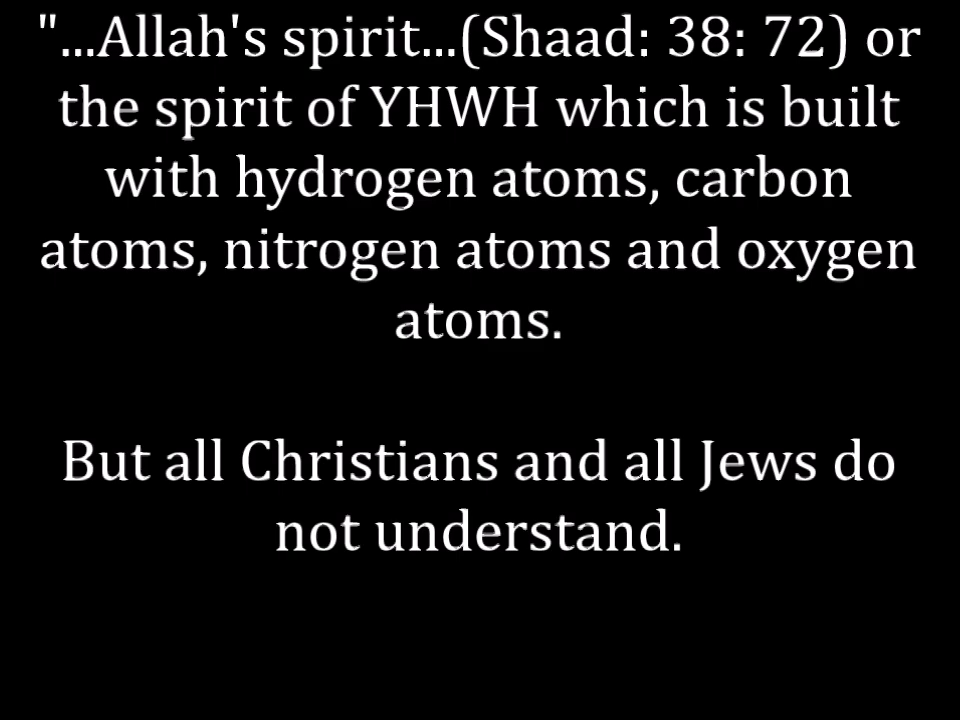 "...Allah's spirit...(Shaad: 38: 72) or
the spirit of YHWH which is built
with hydrogen atoms, carbon
atoms, nitrogen atoms and oxygen
atoms.
But all Christians and all Jews do
not understand.